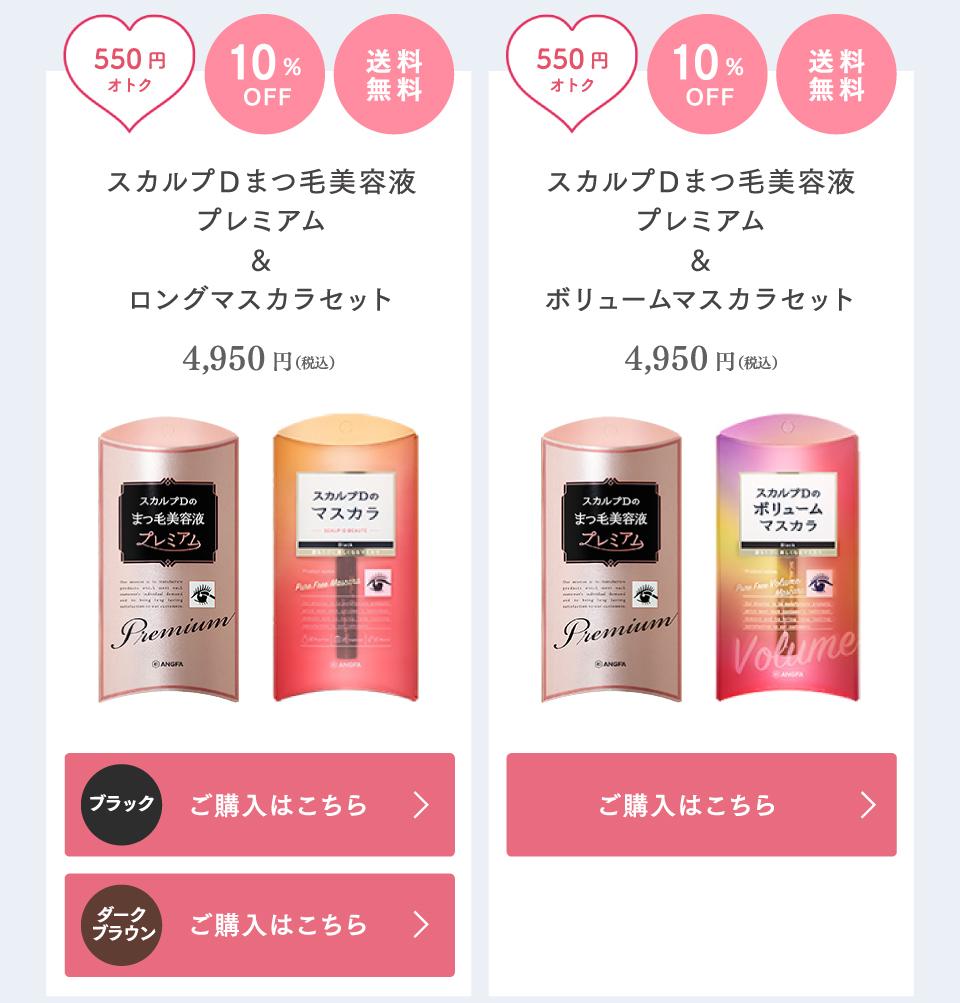 550円
オトク
10%
OFF
送料
無料
スカルプDまつ毛美容液
プレミアム
&
ロングマスカラセット
4,950円(税込)
スカルプDの
まつ毛美容液
プレミアム
Premium
ANGFA
スカルプDの
マスカラ
SCALP D BEAUTÉ
Black
Pure Free Mascara
ブラック
ご購入はこちら
ダーク
ブラウン
ご購入はこちら
550円
オトク
10%
OFF
送料
無料
スカルプDまつ毛美容液
プレミアム
&
ボリュームマスカラセット
4,950円(税込)
スカルプDの
まつ毛美容液
プレミアム
Premium
ANGFA
スカルプDの
ボリューム
マスカラ
Black
Pure Free Volume
Mascara
Volume
ANGFA
ご購入はこちら